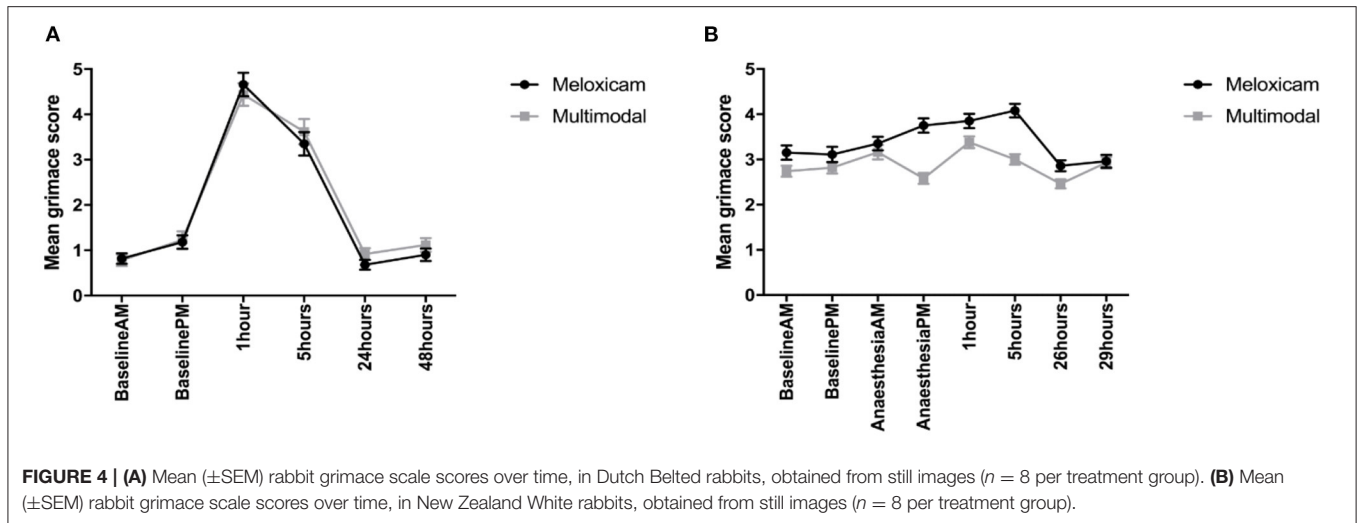 A
B
5
4
3
2
1
0
Mean grimace score
BaselineAM
BaselinePM
1hour
5hours
24hours
48hours
Meloxicam
Multimodal
5
4
3
2
1
0
Mean grimace score
BaselineAM
BaselinePM
AnaesthesiaAM
AnaesthesiaPM
1hour
5hours
26hours
29hours
Meloxicam
Multimodal
FIGURE 4 | (A) Mean (±SEM) rabbit grimace scale scores over time, in Dutch Belted rabbits, obtained from still images (n = 8 per treatment group). (B) Mean
(±SEM) rabbit grimace scale scores over time, in New Zealand White rabbits, obtained from still images (n = 8 per treatment group).